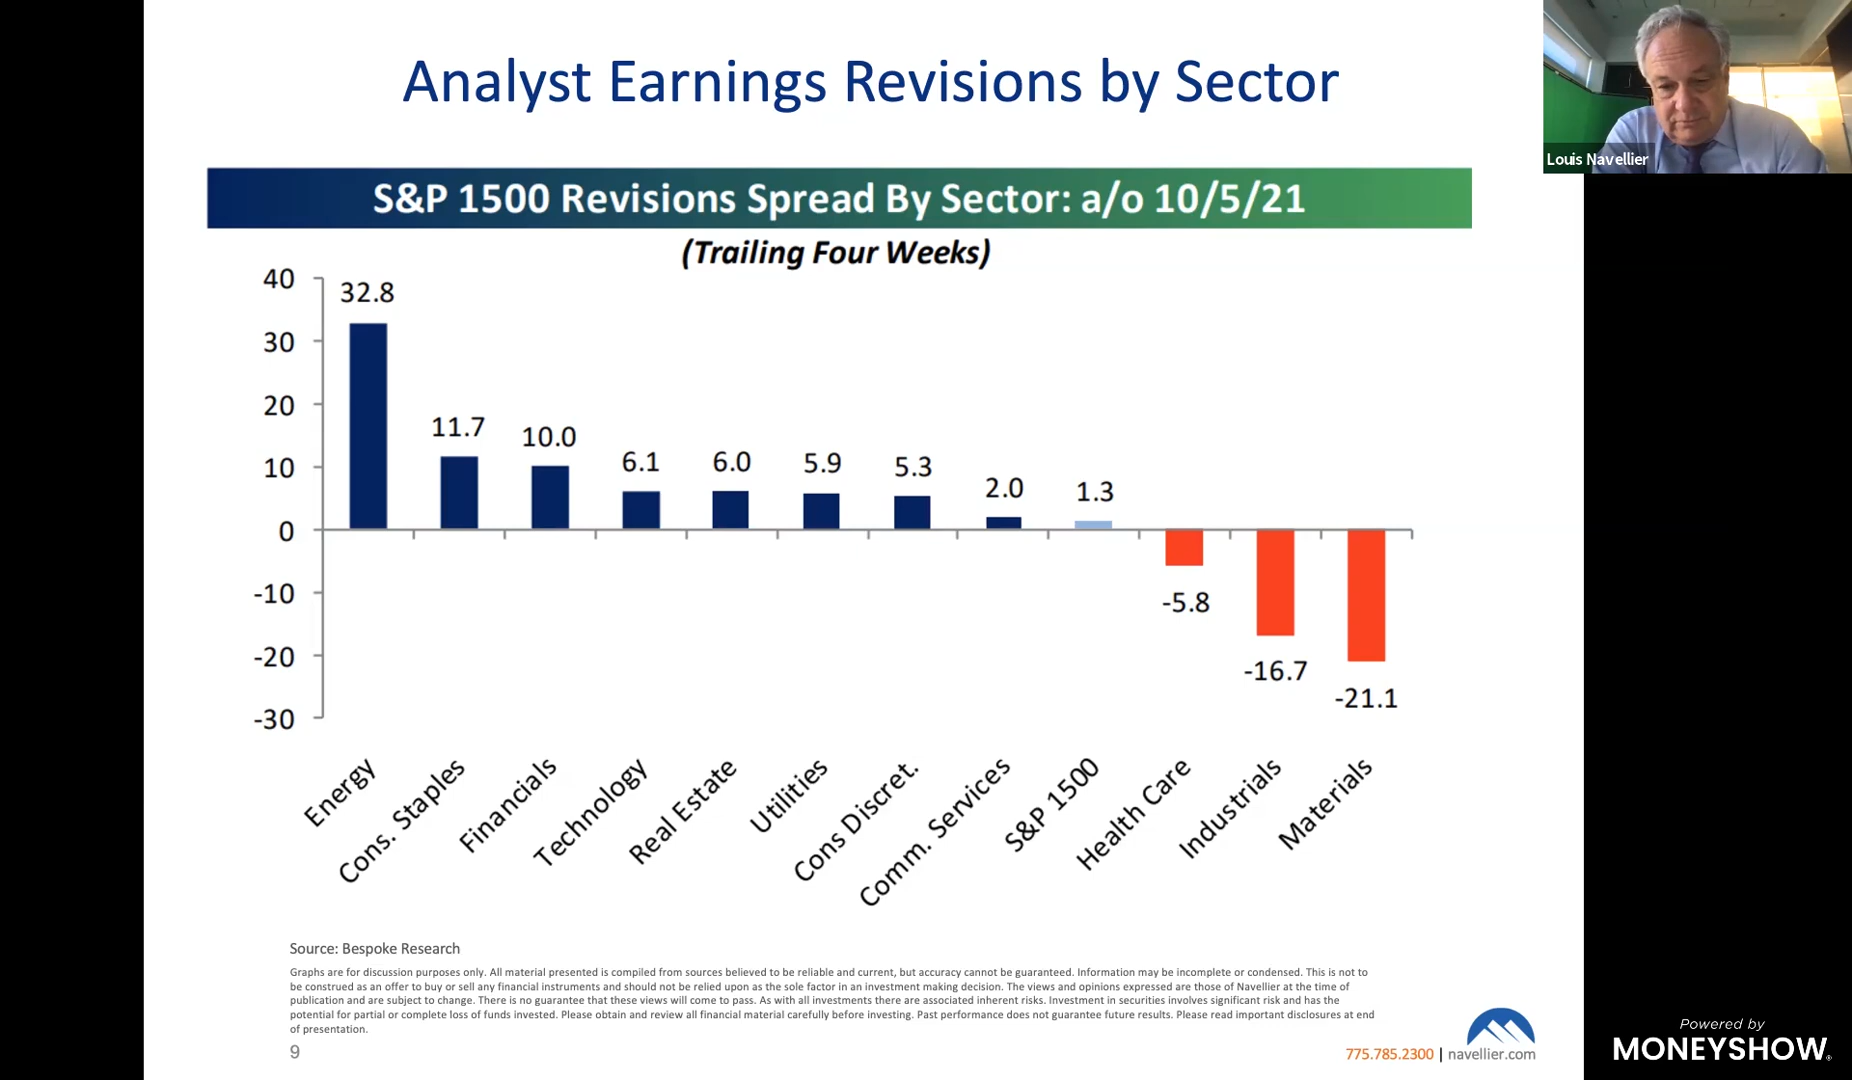 Analyst Earnings Revisions by Sector
Louis Navellier
S&P 1500 Revisions Spread By Sector: a/o 10/5/21
(Trailing Four Weeks)
40
30
20
10
0
-10
-20
-30
32.8
11.7
10.0
6.1
6.0
5.9
5.3
2.0
1.3
-5.8
-16.7
-21.1
Energy
Cons. Staples
Financials
Technology
Real Estate
Utilities
Cons Discret.
Comm. Services
S&P 1500
Health Care
Industrials
Materials
Source: Bespoke Research
Graphs are for discussion purposes only. All material presented is compiled from sources believed to be reliable and current, but accuracy cannot be guaranteed. Information may be incomplete or condensed. This is not to
be construed as an offer to buy or sell any financial instruments and should not be relied upon as the sole factor in an investment making decision. The views and opinions expressed are those of Navellier at the time of
publication and are subject to change. There is no guarantee that these views will come to pass. As with all investments there are associated inherent risks. Investment in securities involves significant risk and has the
potential for partial or complete loss of funds invested. Please obtain and review all financial material carefully before investing. Past performance does not guarantee future results. Please read important disclosures at end
of presentation.
9
775.785.2300 | navellier.com
Powered by
MONEYSHOW®